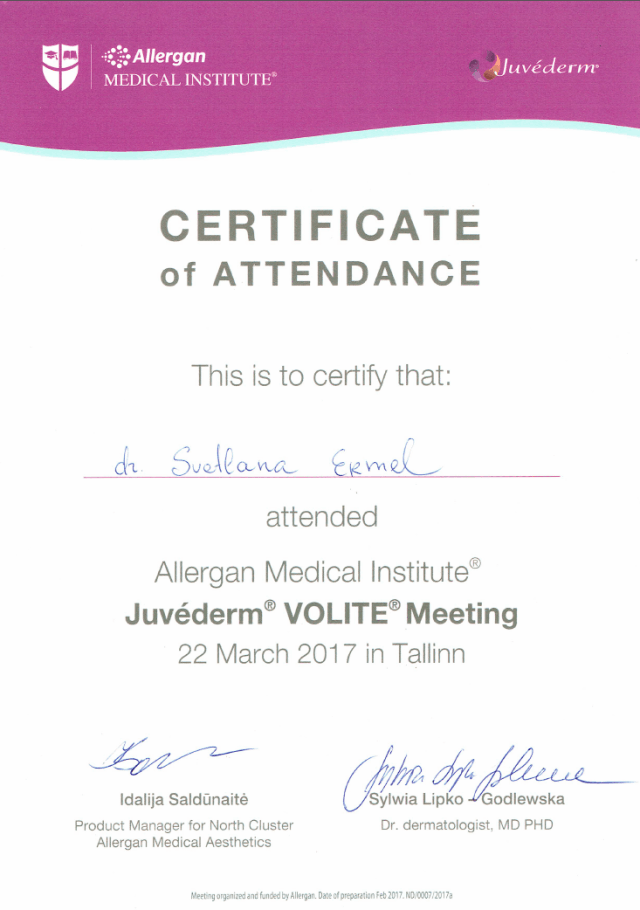 Allergan
MEDICAL INSTITUTE®
Juvéderm®
CERTIFICATE
of ATTENDANCE
This is to certify that:
dr. Svetlana Ermel
attended
Allergan Medical Institute®
Juvéderm® VOLITE® Meeting
22 March 2017 in Tallinn
Idalija Saldūnaitė
Product Manager for North Cluster
Allergan Medical Aesthetics
Sylwia Lipko – Godlewska
Dr. dermatologist, MD PHD
Meeting organized and funded by Allergan. Date of preparation Feb 2017. ND/0007/2017a